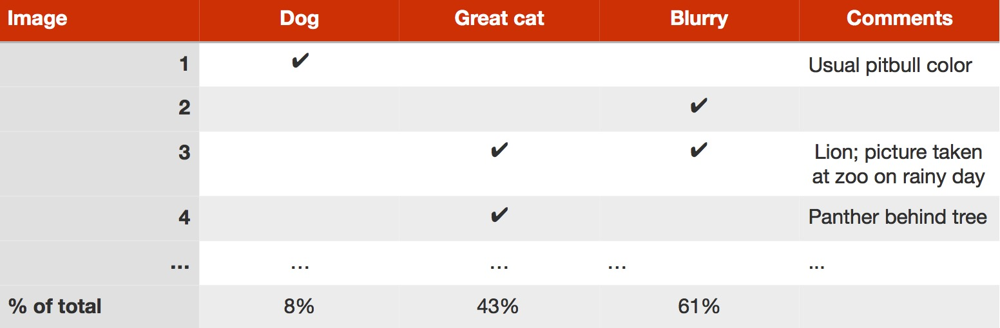 Image Dog Great cat Blurry Comments
1 ✔ Usual pitbull color
2 ✔
3 ✔ ✔ Lion; picture taken
at zoo on rainy day
4 ✔ Panther behind tree
... ... ... ... ...
% of total 8% 43% 61%